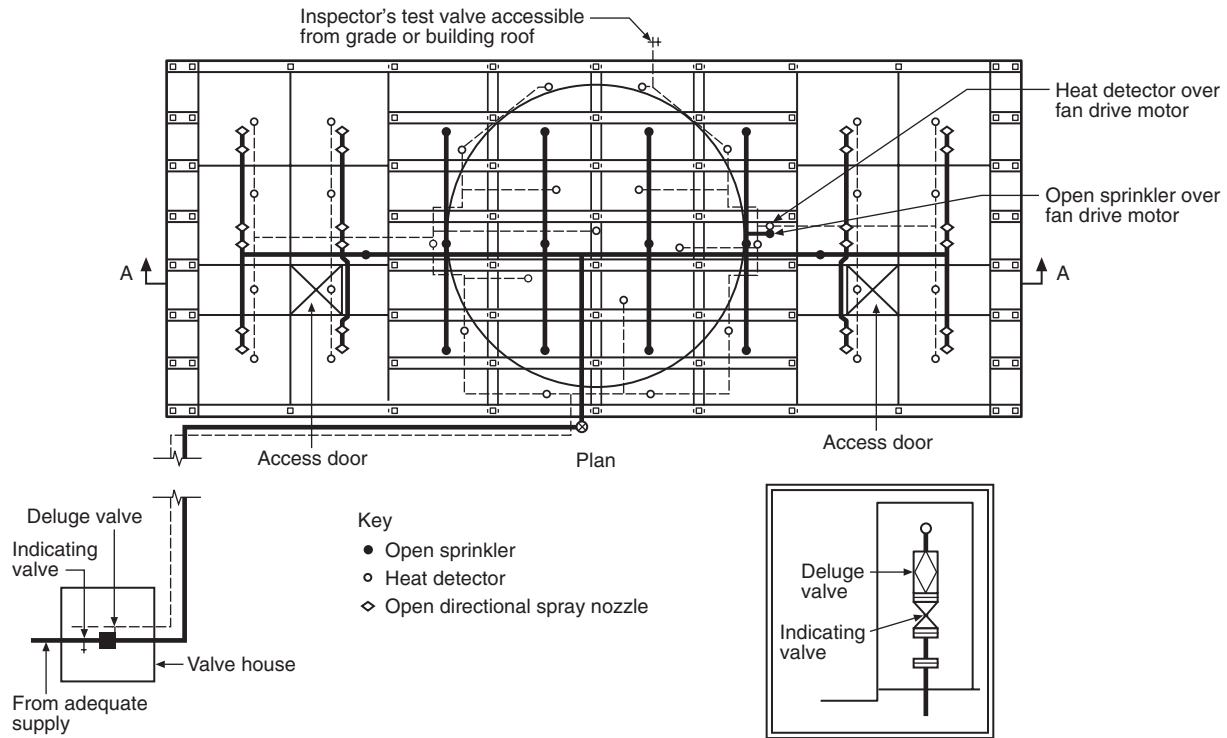 Inspector's test valve accessible
from grade or building roof
Heat detector over
fan drive motor
Open sprinkler over
fan drive motor
A
A
Access door
Plan
Access door
Deluge valve
Indicating
valve
Valve house
From adequate
supply
Key
Open sprinkler
Heat detector
Open directional spray nozzle
Deluge
valve
Indicating
valve